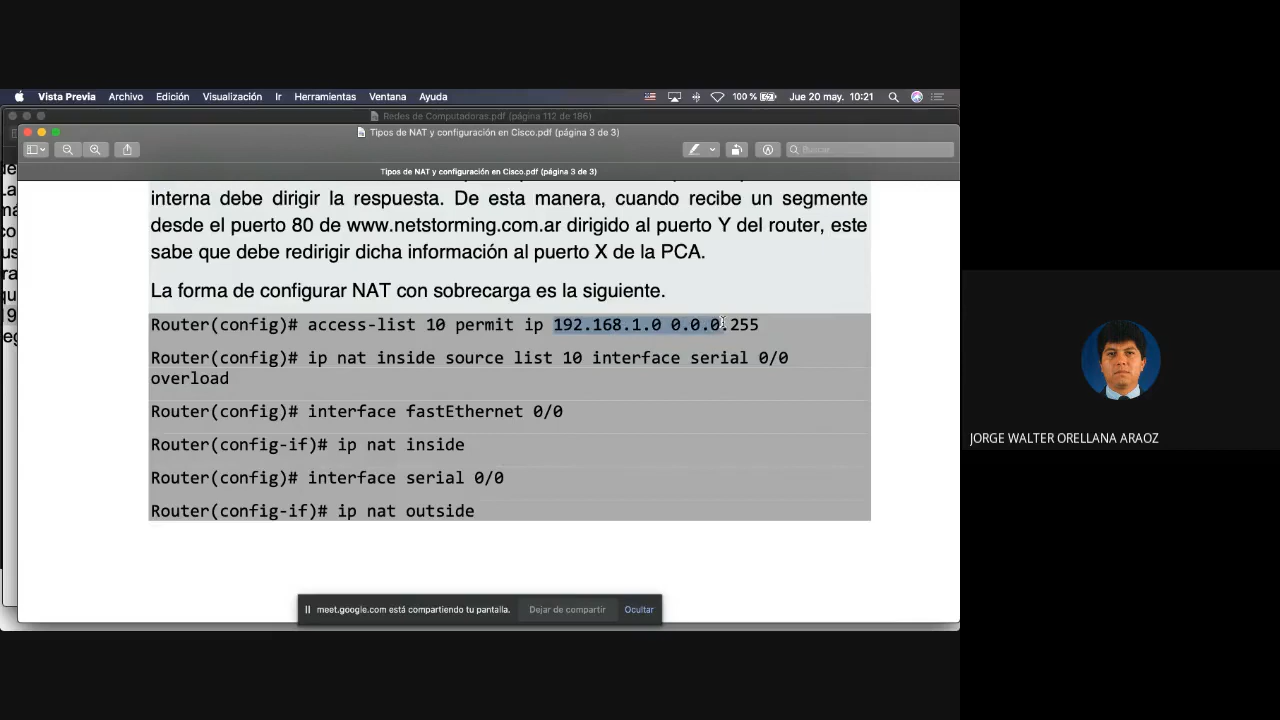 Vista Previa Archivo Edición Visualización Ir Herramientas Ventana Ayuda 100 % Jue 20 may. 10:21
Redes de Computadoras.pdf (página 112 de 186)
Tipos de NAT y configuración en Cisco.pdf (página 3 de 3)
Buscar
Tipos de NAT y configuración en Cisco.pdf (página 3 de 3)
interna debe dirigir la respuesta. De esta manera, cuando recibe un segmente
desde el puerto 80 de www.netstorming.com.ar dirigido al puerto Y del router, este
sabe que debe redirigir dicha información al puerto X de la PCA.
La forma de configurar NAT con sobrecarga es la siguiente.
Router(config)# access-list 10 permit ip 192.168.1.0 0.0.0.255
Router(config)# ip nat inside source list 10 interface serial 0/0
overload
Router(config)# interface fastEthernet 0/0
Router(config-if)# ip nat inside
Router(config)# interface serial 0/0
Router(config-if)# ip nat outside
meet.google.com está compartiendo tu pantalla. Dejar de compartir Ocultar
JORGE WALTER ORELLANA ARAOZ